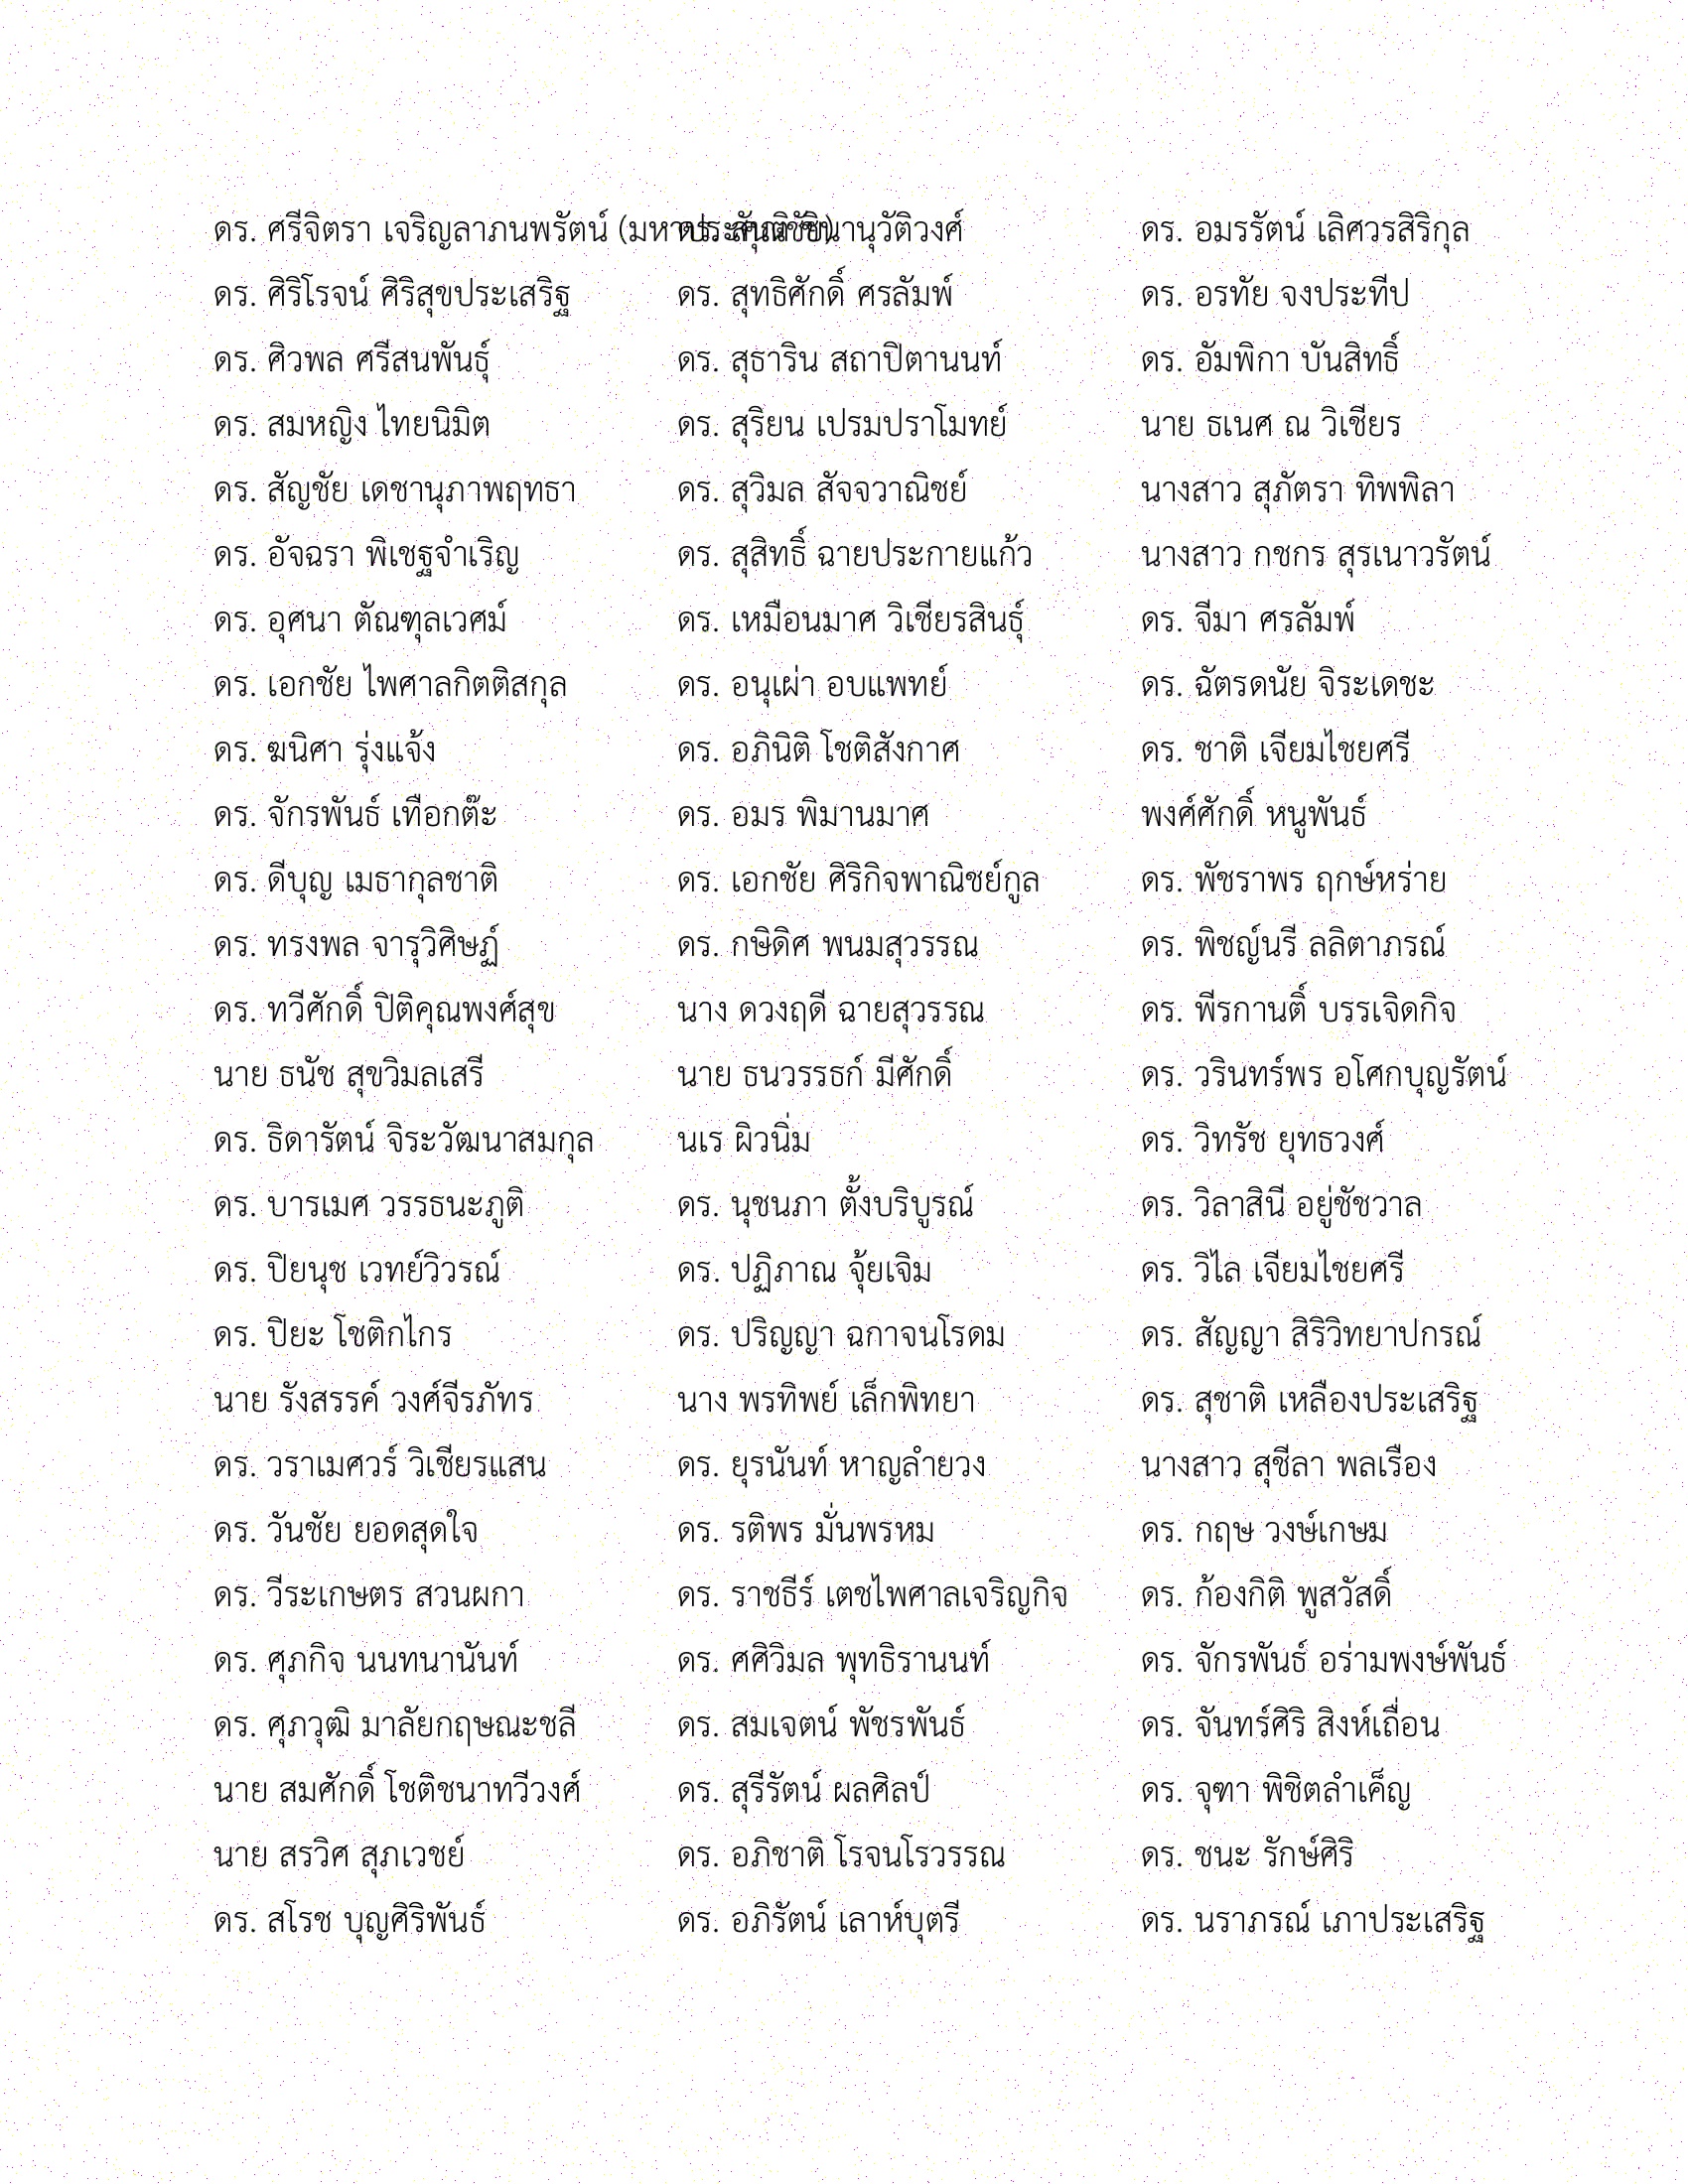 ดร. ศรีจิตรา เจริญลาภนพรัตน์
ดร. ศิริโรจน์ ศิริสุขประเสริฐ
ดร. ศิวพล ศรีสนพันธุ์
ดร. สมหญิง ไทยนิมิต
ดร. สัญชัย เดชานุภาพฤทธา
ดร. อัจฉรา พิเชฐจำเริญ
ดร. อุศนา ตัณฑุลเวศม์
ดร. เอกชัย ไพศาลกิตติสกุล
ดร. ฆนิศา รุ่งแจ้ง
ดร. จักรพันธ์ เทือกต๊ะ
ดร. ดีบุญ เมธากุลชาติ
ดร. ทรงพล จารุวิศิษฏ์
ดร. ทวีศักดิ์ ปิติคุณพงศ์สุข
นาย ธนัช สุขวิมลเสรี
ดร. ธิดารัตน์ จิระวัฒนาสมกุล
ดร. บารเมศ วรรธนะภูติ
ดร. ปิยนุช เวทย์วิวรณ์
ดร. ปิยะ โชติกไกร
นาย รังสรรค์ วงศ์จีรภัทร
ดร. วราเมศวร์ วิเชียรแสน
ดร. วันชัย ยอดสุดใจ
ดร. วีระเกษตร สวนผกา
ดร. ศุภกิจ นนทนานันท์
ดร. ศุภวุฒิ มาลัยกฤษณะชลี
นาย สมศักดิ์ โชติชนาทวีวงศ์
นาย สรวิศ สุภเวชย์
ดร. สโรช บุญศิริพันธ์
ดร. สันติ ชินานุวัติวงศ์
ดร. สุทธิศักดิ์ ศรลัมพ์
ดร. สุธาริน สถาปิตานนท์
ดร. สุริยน เปรมปราโมทย์
ดร. สุวิมล สัจจวาณิชย์
ดร. สุสิทธิ์ ฉายประกายแก้ว
ดร. เหมือนมาศ วิเชียรสินธุ์
ดร. อนุเผ่า อบแพทย์
ดร. อภินิติ โชติสังกาศ
ดร. อมร พิมานมาศ
ดร. เอกชัย ศิริกิจพาณิชย์กูล
ดร. กษิดิศ พนมสุวรรณ
นาง ดวงฤดี ฉายสุวรรณ
นาย ธนวรรธก์ มีศักดิ์
นเร ผิวนิ่ม
ดร. นุชนภา ตั้งบริบูรณ์
ดร. ปฏิภาณ จุ้ยเจิม
ดร. ปริญญา ฉกาจนโรดม
นาง พรทิพย์ เล็กพิทยา
ดร. ยุรนันท์ หาญลำยวง
ดร. รติพร มั่นพรหม
ดร. ราชธีร์ เตชไพศาลเจริญกิจ
ดร. ศศิวิมล พุทธิรานนท์
ดร. สมเจตน์ พัชรพันธ์
ดร. สุรีรัตน์ ผลศิลป์
ดร. อภิชาติ โรจนโรวรรณ
ดร. อภิรัตน์ เลาห์บุตรี
ดร. อมรรัตน์ เลิศวรสิริกุล
ดร. อรทัย จงประทีป
ดร. อัมพิกา บันสิทธิ์
นาย ธเนศ ณ วิเชียร
นางสาว สุภัตรา ทิพพิลา
นางสาว กชกร สุรเนาวรัตน์
ดร. จีมา ศรลัมพ์
ดร. ฉัตรดนัย จิระเดชะ
ดร. ชาติ เจียมไชยศรี
พงศ์ศักดิ์ หนูพันธ์
ดร. พัชราพร ฤกษ์หร่าย
ดร. พิชญ์นรี ลลิตาภรณ์
ดร. พีรกานติ์ บรรเจิดกิจ
ดร. วรินทร์พร อโศกบุญรัตน์
ดร. วิทรัช ยุทธวงศ์
ดร. วิลาสินี อยู่ชัชวาล
ดร. วิไล เจียมไชยศรี
ดร. สัญญา สิริวิทยาปกรณ์
ดร. สุชาติ เหลืองประเสริฐ
นางสาว สุชีลา พลเรือง
ดร. กฤษ วงษ์เกษม
ดร. ก้องกิติ พูสวัสดิ์
ดร. จักรพันธ์ อร่ามพงษ์พันธ์
ดร. จันทร์ศิริ สิงห์เถื่อน
ดร. จุฑา พิชิตลำเค็ญ
ดร. ชนะ รักษ์ศิริ
ดร. นราภรณ์ เภาประเสริฐ